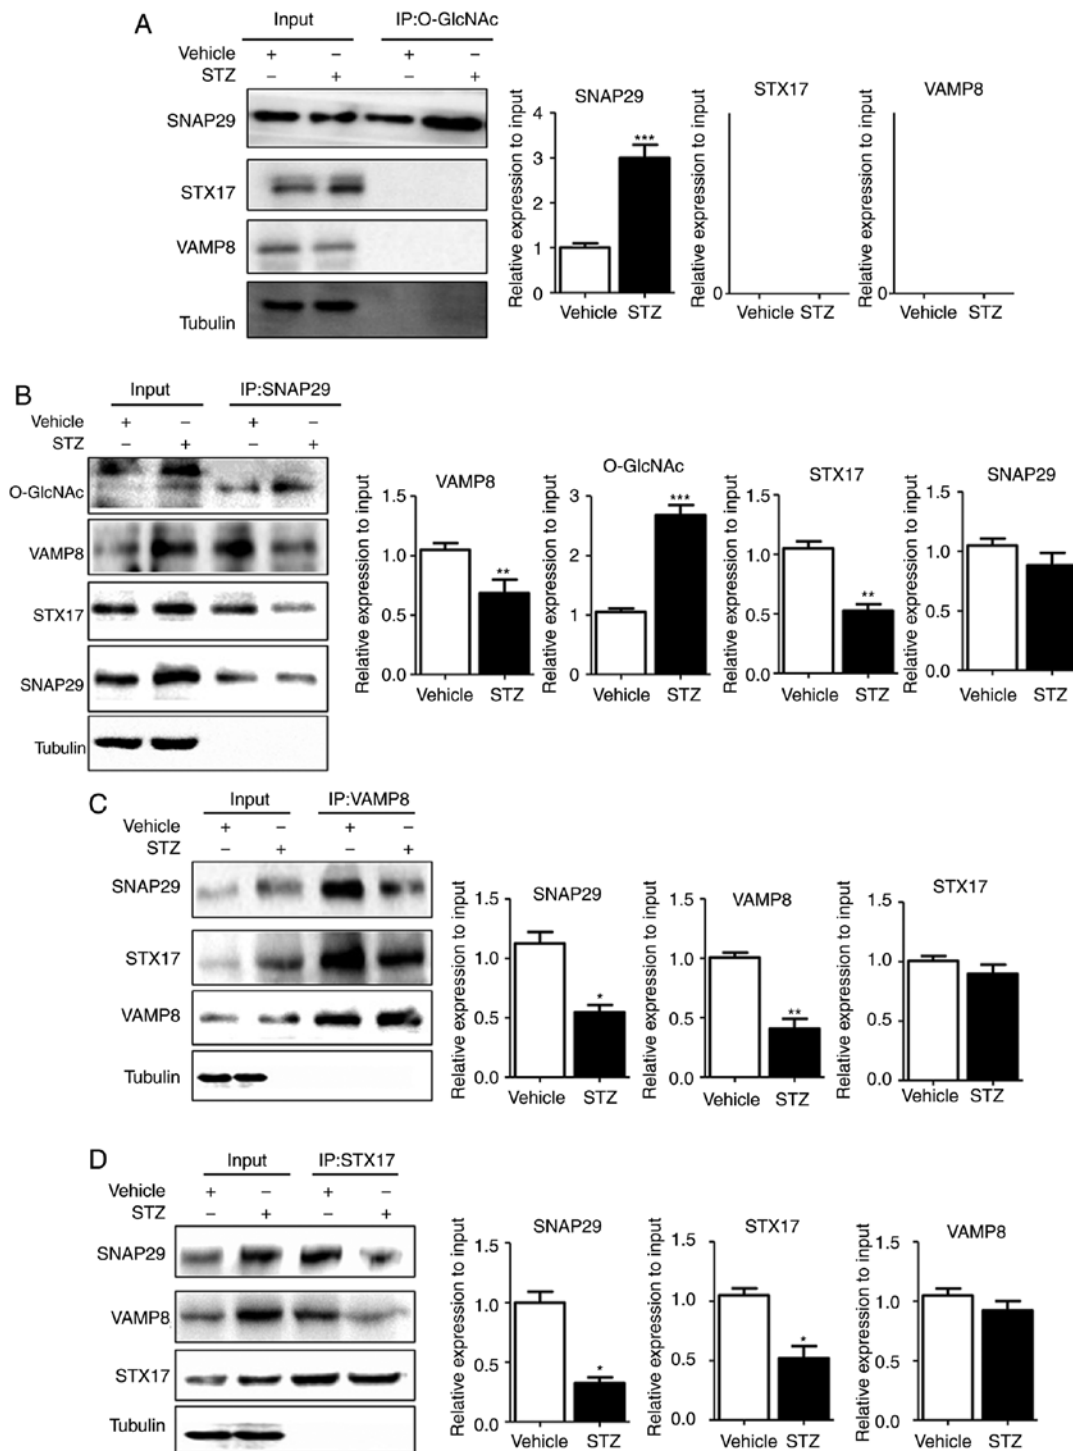 A
Input IP:O-GlcNAc
Vehicle + – + –
STZ – + – +
SNAP29
STX17
VAMP8
Tubulin
SNAP29
Relative expression to input
4
3
2
1
0
***
Vehicle STZ
STX17
Relative expression to input
0
Vehicle STZ
VAMP8
Relative expression to input
0
Vehicle STZ
B
Input IP:SNAP29
Vehicle + – + –
STZ – + – +
O-GlcNAc
VAMP8
STX17
SNAP29
Tubulin
VAMP8
Relative expression to input
1.5
1.0
0.5
0.0
**
Vehicle STZ
O-GlcNAc
Relative expression to input
3
2
1
0
***
Vehicle STZ
STX17
Relative expression to input
1.5
1.0
0.5
0.0
**
Vehicle STZ
SNAP29
Relative expression to input
1.5
1.0
0.5
0.0
Vehicle STZ
C
Input IP:VAMP8
Vehicle + – + –
STZ – + – +
SNAP29
STX17
VAMP8
Tubulin
SNAP29
Relative expression to input
1.5
1.0
0.5
0.0
*
Vehicle STZ
VAMP8
Relative expression to input
1.5
1.0
0.5
0.0
**
Vehicle STZ
STX17
Relative expression to input
1.5
1.0
0.5
0.0
Vehicle STZ
D
Input IP:STX17
Vehicle + – + –
STZ – + – +
SNAP29
VAMP8
STX17
Tubulin
SNAP29
Relative expression to input
1.5
1.0
0.5
0.0
*
Vehicle STZ
STX17
Relative expression to input
1.5
1.0
0.5
0.0
*
Vehicle STZ
VAMP8
Relative expression to input
1.5
1.0
0.5
0.0
Vehicle STZ